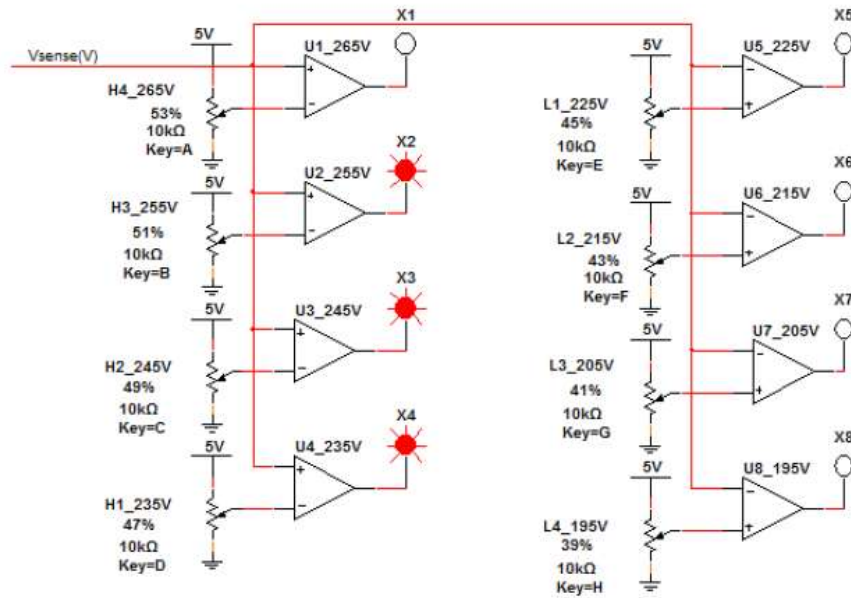 Vsense(V)
5V
H4_265V
53%
10kΩ
Key=A
U1_265V
X1
5V
H3_255V
51%
10kΩ
Key=B
U2_255V
X2
5V
H2_245V
49%
10kΩ
Key=C
U3_245V
X3
5V
H1_235V
47%
10kΩ
Key=D
U4_235V
X4
5V
L1_225V
45%
10kΩ
Key=E
U5_225V
X5
5V
L2_215V
43%
10kΩ
Key=F
U6_215V
X6
5V
L3_205V
41%
10kΩ
Key=G
U7_205V
X7
5V
L4_195V
39%
10kΩ
Key=H
U8_195V
X8